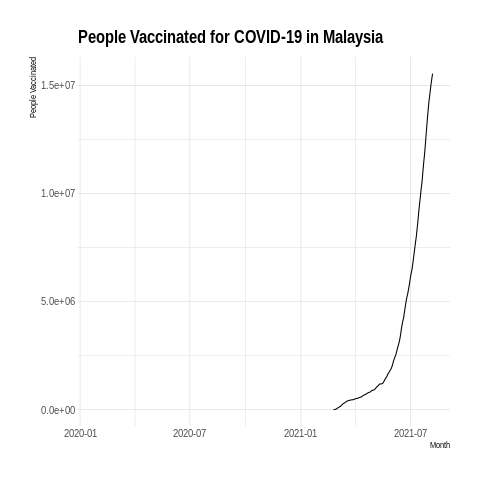 People Vaccinated for COVID-19 in Malaysia
People Vaccinated
1.5e+07
1.0e+07
5.0e+06
0.0e+00
2020-01
2020-07
2021-01
2021-07
Month